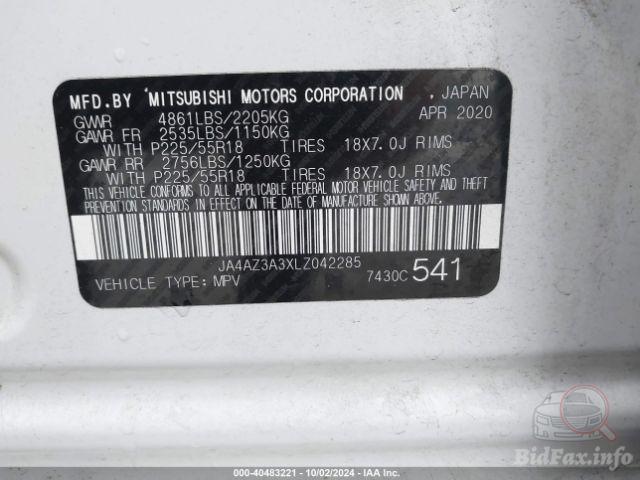 MFD.BY MITSUBISHI MOTORS CORPORATION , JAPAN
GVWR 4861LBS/2205KG APR 2020
GAWR FR 2535LBS/1150KG
WITH P225/55R18 TIRES 18X7.0J RIMS
GAWR RR 2756LBS/1250KG
WITH P225/55R18 TIRES 18X7.0J RIMS
THIS VEHICLE CONFORMS TO ALL APPLICABLE FEDERAL MOTOR VEHICLE SAFETY AND THEFT
PREVENTION STANDARDS IN EFFECT ON THE DATE OF MANUFACTURE SHOWN ABOVE.
JA4AZ3A3XLZ042285
VEHICLE TYPE: MPV 7430C 541
BidFax.info
000-40483221 - 10/02/2024 - IAA Inc.